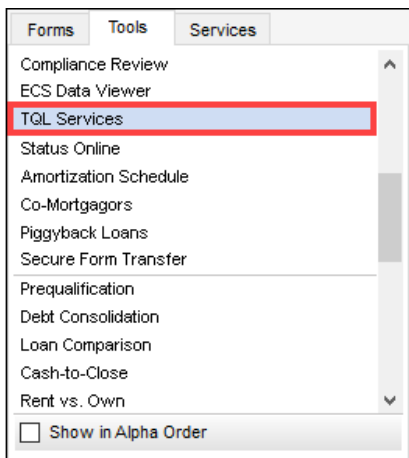 Forms Tools Services
Compliance Review
ECS Data Viewer
TQL Services
Status Online
Amortization Schedule
Co-Mortgagors
Piggyback Loans
Secure Form Transfer
Prequalification
Debt Consolidation
Loan Comparison
Cash-to-Close
Rent vs. Own
Show in Alpha Order